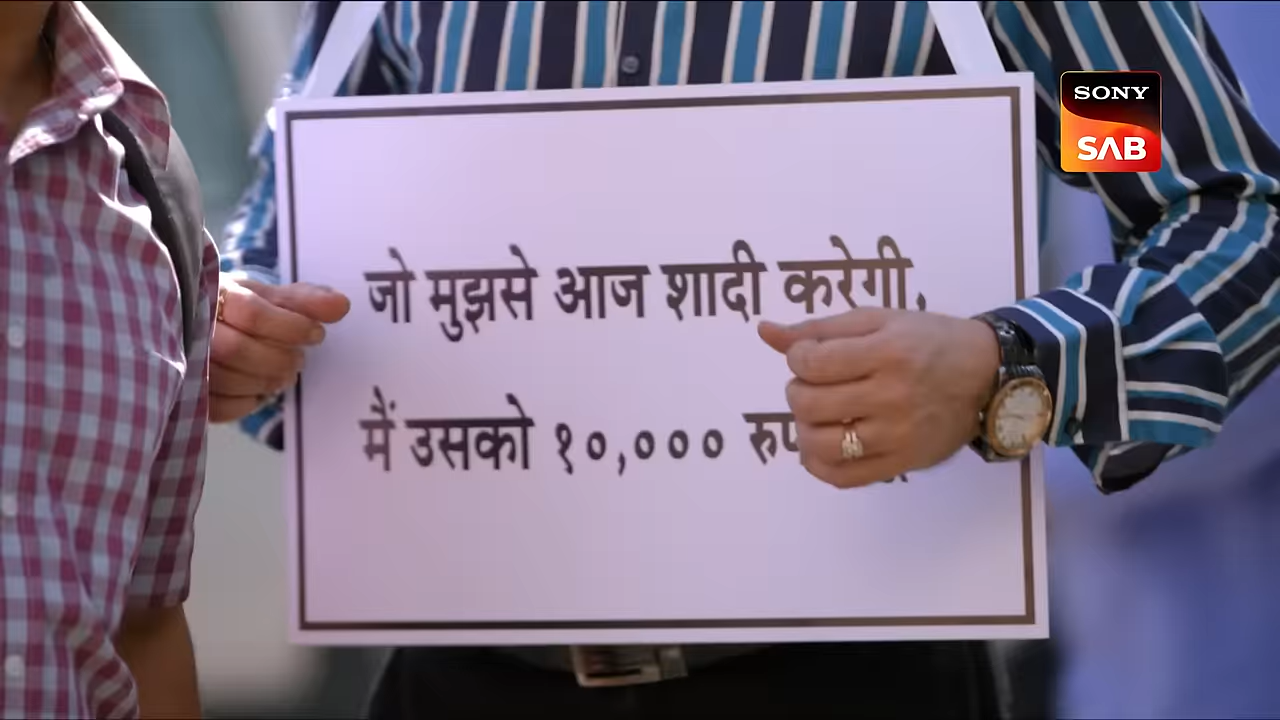 SONY
SAB
जो मुझसे आज शादी करेगी,
मैं उसको १०,०००